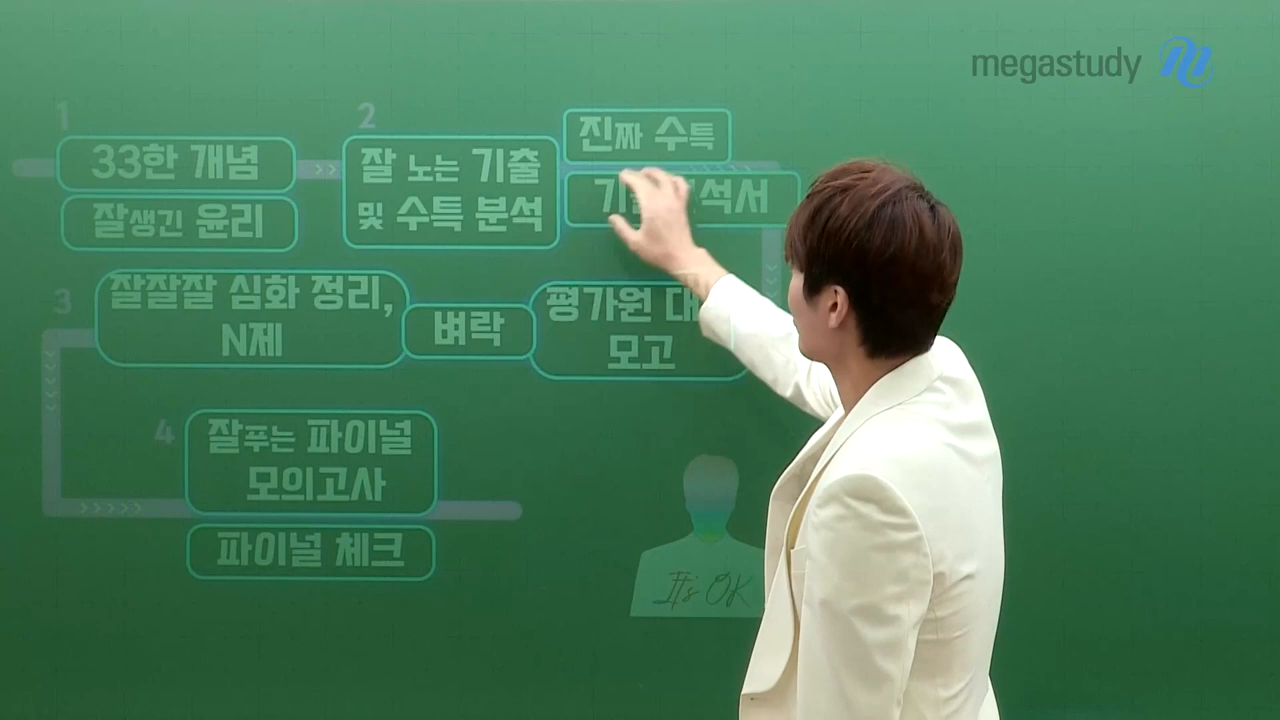 megastudy
1
33한 개념
잘생긴 윤리
2
잘 노는 기출
및 수특 분석
진짜 수특
석서
3
잘잘잘 심화 정리,
N제
벼락
평가원
모고
4
잘푸는 파이널
모의고사
파이널 체크
It's OK